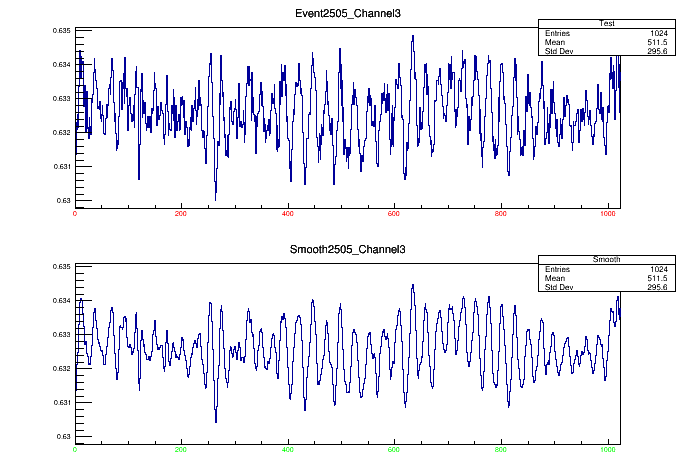 Event2505_Channel3
Test
Entries 1024
Mean 511.5
Std Dev 295.6
0.635
0.634
0.633
0.632
0.631
0.63
0 200 400 600 800 1000
Smooth2505_Channel3
Smooth
Entries 1024
Mean 511.5
Std Dev 295.6
0.635
0.634
0.633
0.632
0.631
0.63
0 200 400 600 800 1000